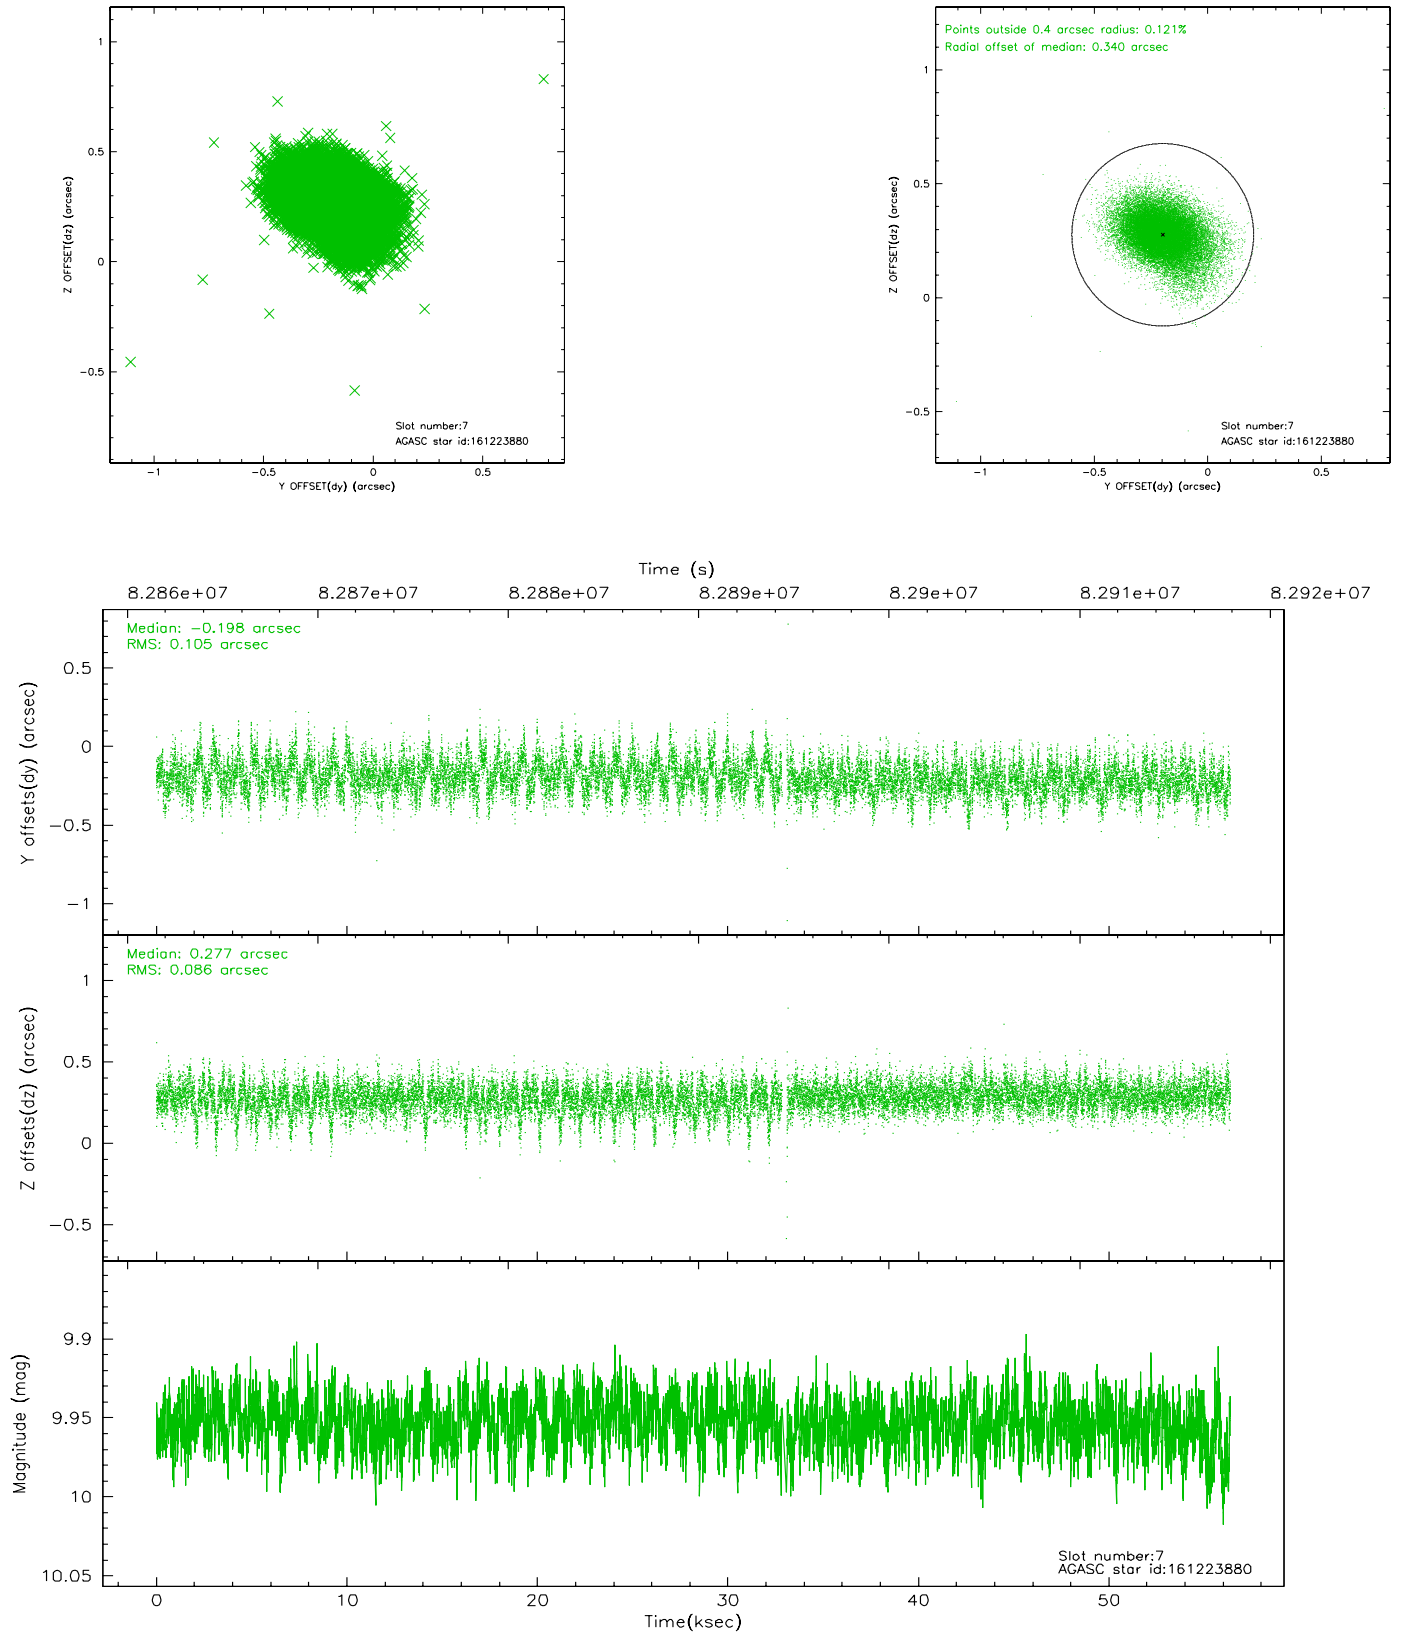 1
0.5
0
-0.5
Z OFFSET(dz) (arcsec)
Slot number:7
AGASC star id:161223880
-1
-0.5
0
0.5
Y OFFSET(dy) (arcsec)
Points outside 0.4 arcsec radius: 0.121%
Radial offset of median: 0.340 arcsec
1
0.5
0
-0.5
Z OFFSET(dz) (arcsec)
Slot number:7
AGASC star id:161223880
-1
-0.5
0
0.5
Y OFFSET(dy) (arcsec)
Time (s)
8.286e+07 8.287e+07 8.288e+07 8.289e+07 8.29e+07 8.291e+07 8.292e+07
Median: -0.198 arcsec
RMS: 0.105 arcsec
0.5
0
-0.5
-1
Y offsets(dy) (arcsec)
Median: 0.277 arcsec
RMS: 0.086 arcsec
1
0.5
0
-0.5
Z offsets(dz) (arcsec)
9.9
9.95
10
10.05
Magnitude (mag)
Slot number:7
AGASC star id:161223880
0 10 20 30 40 50
Time(ksec)